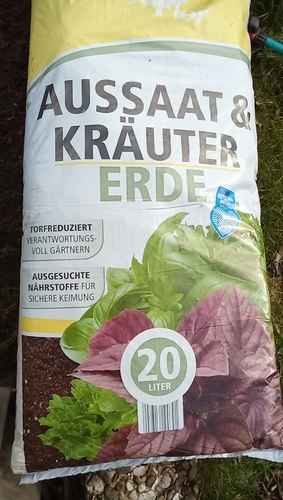 AUSSAAT &
KRÄUTER
ERDE
TORFREDUZIERT
VERANTWORTUNGS-
VOLL GÄRTNERN
AUSGESUCHTE
NÄHRSTOFFE FÜR
SICHERE KEIMUNG
20
LITER